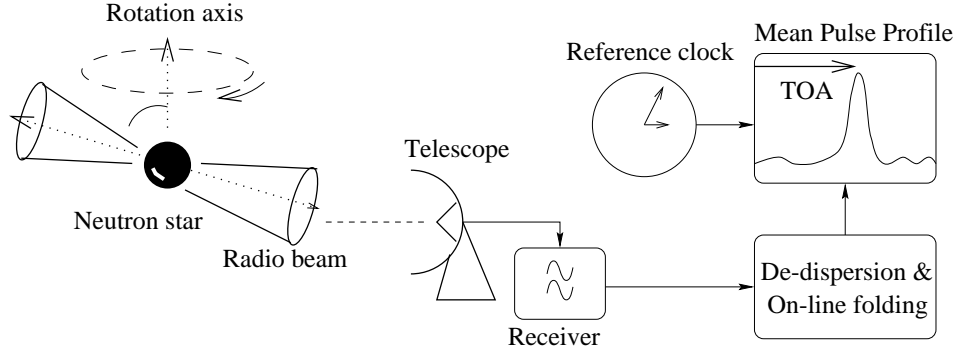 Rotation axis
Neutron star
Radio beam
Telescope
Receiver
Reference clock
Mean Pulse Profile
TOA
De-dispersion &
On-line folding